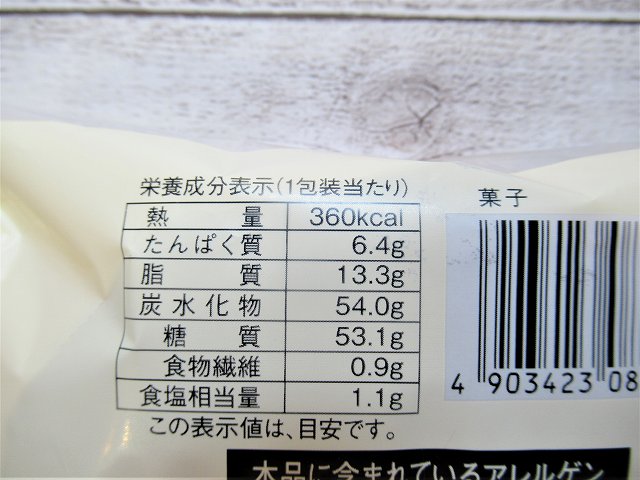 栄養成分表示(1包装当たり)
熱量 360kcal
たんぱく質 6.4g
脂質 13.3g
炭水化物 54.0g
糖質 53.1g
食物繊維 0.9g
食塩相当量 1.1g
この表示値は、目安です。
菓子
4 903423 08
本品に含まれているアレルゲン